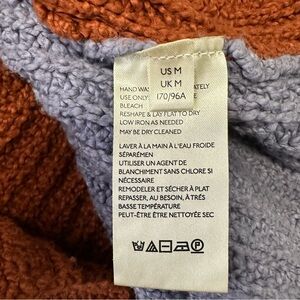 US M
UK M
170/96A
HAND WAS
ATELY
USE ONLY
BLEACH
RESHAPE & LAY FLAT TO DRY
LOW IRON AS NEEDED
MAY BE DRY CLEANED
LAVER À LA MAIN À L'EAU FROIDE
SÉPARÉMEN
UTILISER UN AGENT DE
BLANCHIMENT SANS CHLORE SI
NÉCESSAIRE
REMODELER ET SÉCHER À PLAT
REPASSER, AU BESOIN, À TRÈS
BASSE TEMPÉRATURE
PEUT-ÊTRE ÊTRE NETTOYÉE SEC